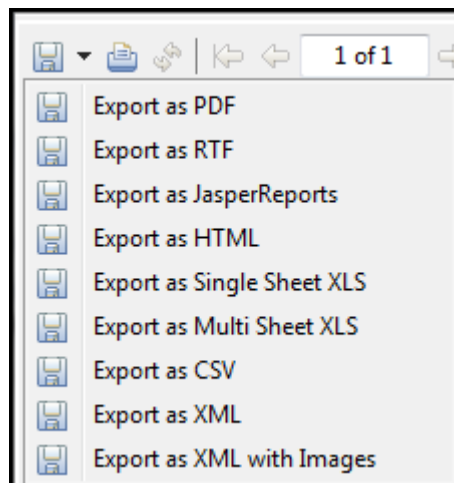 1 of 1
Export as PDF
Export as RTF
Export as JasperReports
Export as HTML
Export as Single Sheet XLS
Export as Multi Sheet XLS
Export as CSV
Export as XML
Export as XML with Images